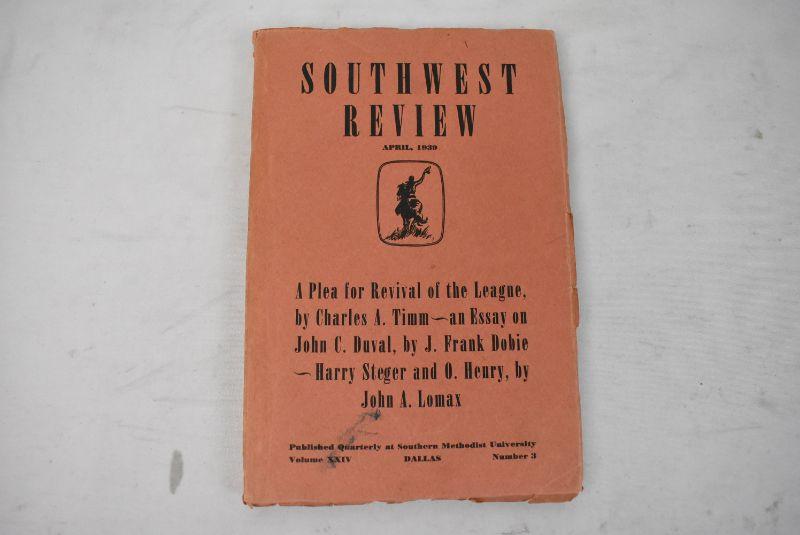 SOUTHWEST
REVIEW
APRIL, 1939
A Plea for Revival of the League,
by Charles A. Timm—an Essay on
John C. Duval, by J. Frank Dobie
—Harry Steger and O. Henry, by
John A. Lomax
Published Quarterly at Southern Methodist University
Volume XXIV DALLAS Number 3